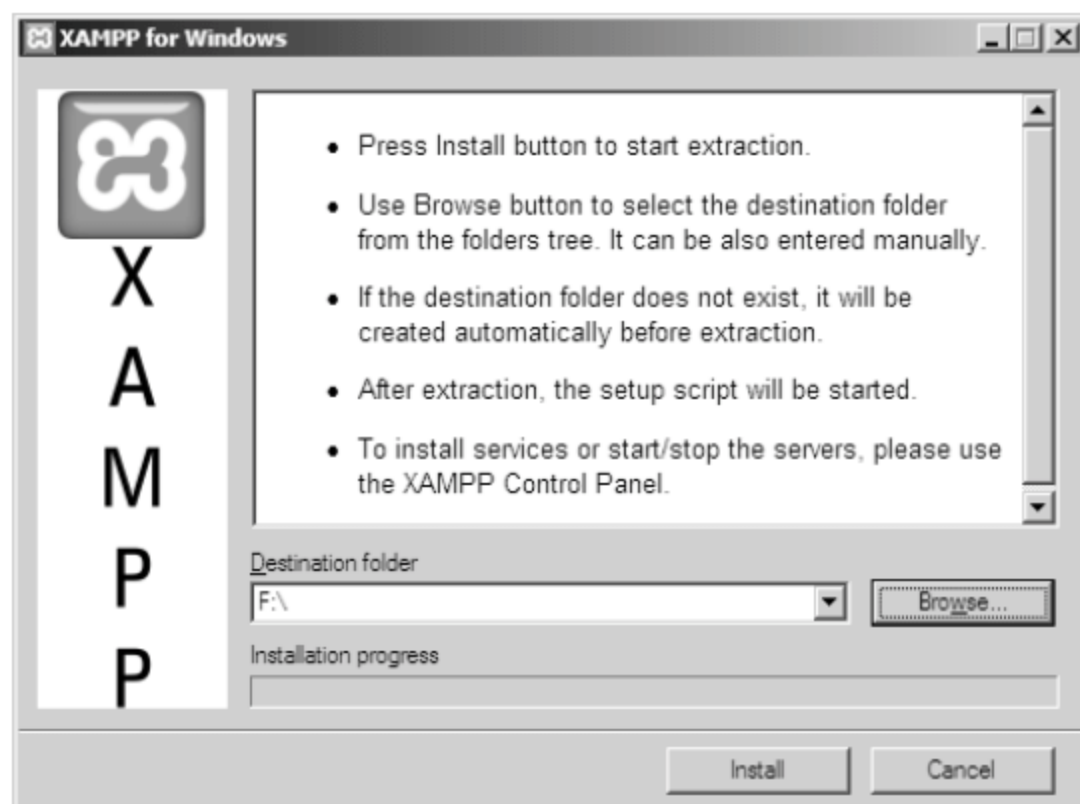 XAMPP for Windows
• Press Install button to start extraction.
• Use Browse button to select the destination folder
from the folders tree. It can be also entered manually.
• If the destination folder does not exist, it will be
created automatically before extraction.
• After extraction, the setup script will be started.
• To install services or start/stop the servers, please use
the XAMPP Control Panel.
X
A
M
P
P
Destination folder
F:\
Browse...
Installation progress
Install
Cancel